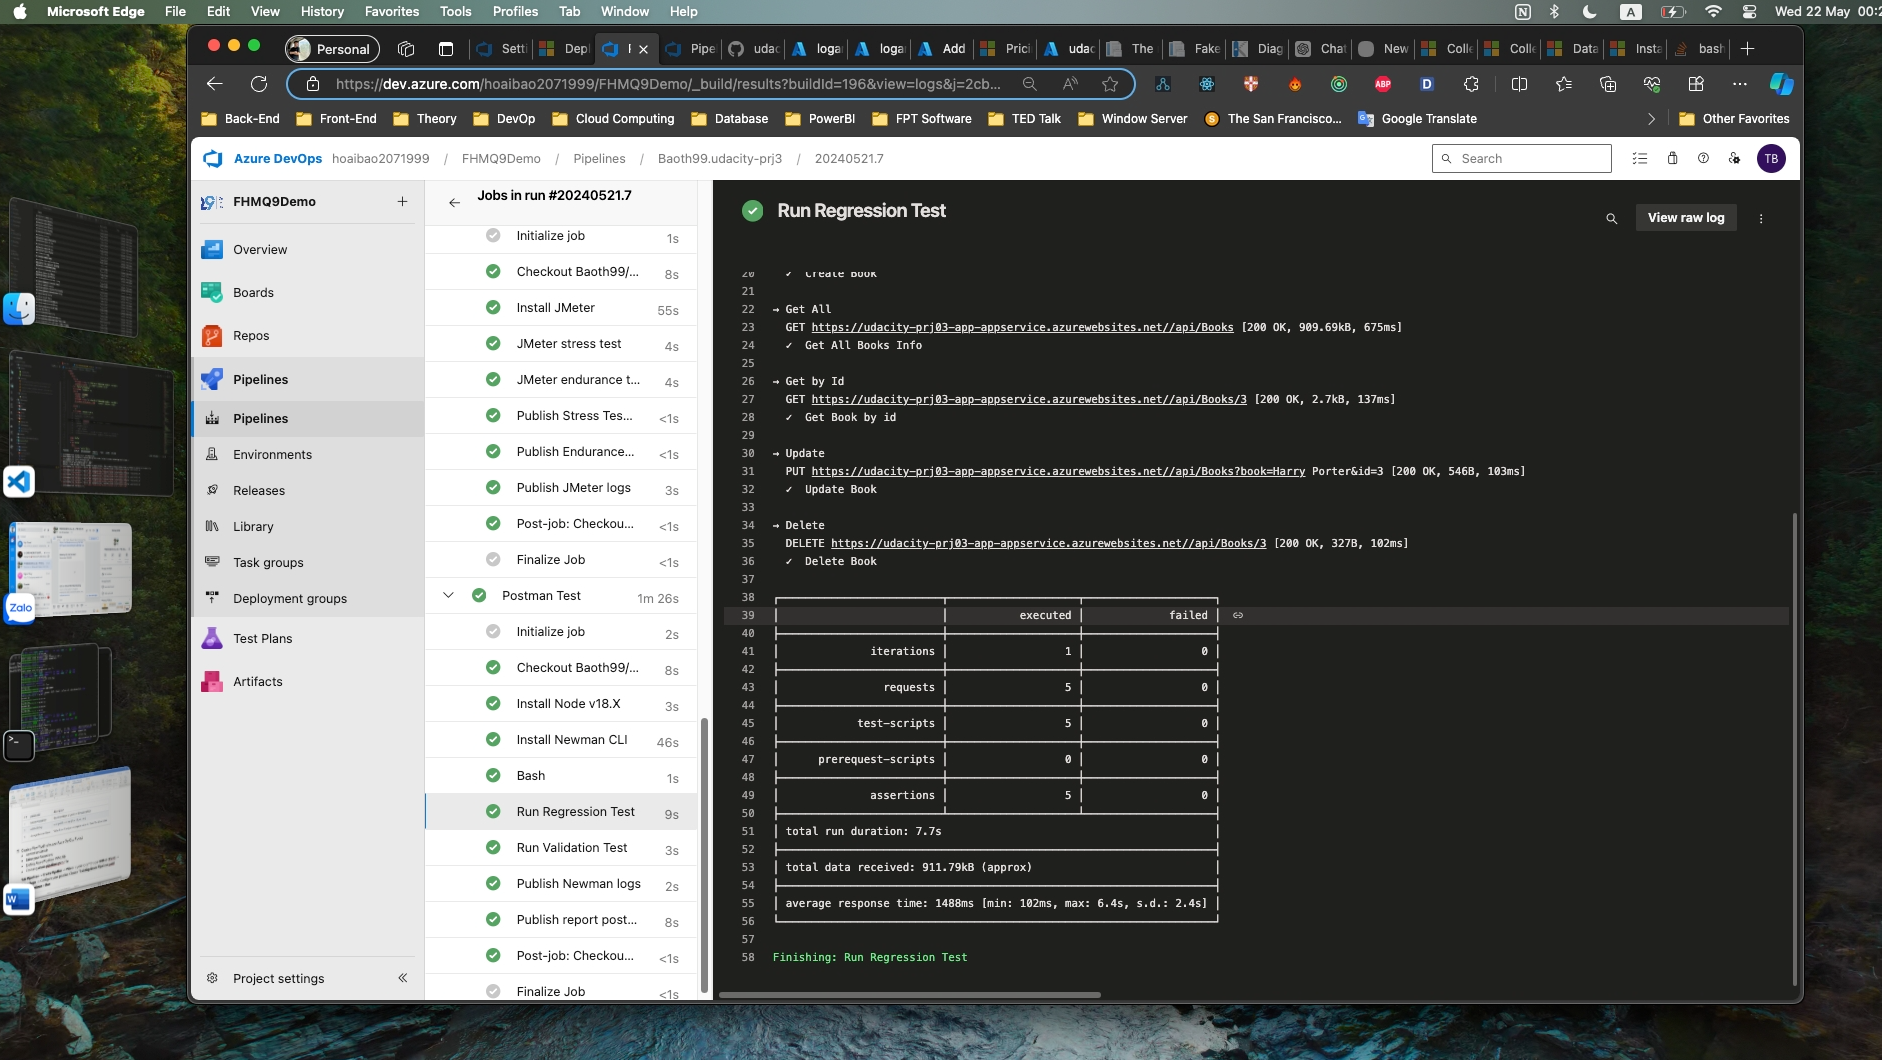 Microsoft Edge File Edit View History Favorites Tools Profiles Tab Window Help
A
Wed 22 May 00:2
Personal
Setti
Depl
Pipe
udac
loga
loga
Add
Prici
udac
The
Fake
Diag
Chat
New
Colle
Colle
Data
Insta
bash
https://dev.azure.com/hoaibao2071999/FHMQ9Demo/_build/results?buildId=196&view=logs&j=2cb...
ABP
D
Back-End
Front-End
Theory
DevOp
Cloud Computing
Database
PowerBI
FPT Software
TED Talk
Window Server
The San Francisco...
Google Translate
Other Favorites
Azure DevOps hoaibao2071999 / FHMQ9Demo / Pipelines / Baoth99.udacity-prj3 / 20240521.7
Search
TB
FHMQ9Demo
Overview
Boards
Repos
Pipelines
Pipelines
Environments
Releases
Library
Task groups
Deployment groups
Test Plans
Artifacts
Project settings
Zalo
Jobs in run #20240521.7
Initialize job 1s
Checkout Baoth99/... 8s
Install JMeter 55s
JMeter stress test 4s
JMeter endurance t... 4s
Publish Stress Tes... <1s
Publish Endurance... <1s
Publish JMeter logs 3s
Post-job: Checkou... <1s
Finalize Job <1s
Postman Test 1m 26s
Initialize job 2s
Checkout Baoth99/... 8s
Install Node v18.X 3s
Install Newman CLI 46s
Bash 1s
Run Regression Test 9s
Run Validation Test 3s
Publish Newman logs 2s
Publish report post... 8s
Post-job: Checkou... <1s
Finalize Job <1s
Run Regression Test
View raw log
20 ✓ Create Book
21
22 → Get All
23 GET https://udacity-prj03-app-appservice.azurewebsites.net//api/Books [200 OK, 909.69kB, 675ms]
24 ✓ Get All Books Info
25
26 → Get by Id
27 GET https://udacity-prj03-app-appservice.azurewebsites.net//api/Books/3 [200 OK, 2.7kB, 137ms]
28 ✓ Get Book by id
29
30 → Update
31 PUT https://udacity-prj03-app-appservice.azurewebsites.net//api/Books?book=Harry Porter&id=3 [200 OK, 546B, 103ms]
32 ✓ Update Book
33
34 → Delete
35 DELETE https://udacity-prj03-app-appservice.azurewebsites.net//api/Books/3 [200 OK, 327B, 102ms]
36 ✓ Delete Book
37
38
39 executed failed
40
41 iterations 1 0
42
43 requests 5 0
44
45 test-scripts 5 0
46
47 prerequest-scripts 0 0
48
49 assertions 5 0
50
51 total run duration: 7.7s
52
53 total data received: 911.79kB (approx)
54
55 average response time: 1488ms [min: 102ms, max: 6.4s, s.d.: 2.4s]
56
57
58 Finishing: Run Regression Test